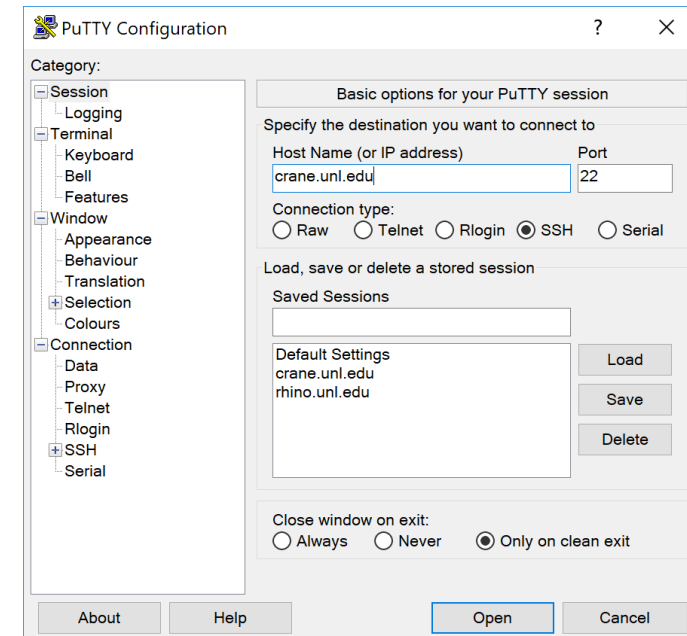 PuTTY Configuration
?
Category:
Session
Logging
Terminal
Keyboard
Bell
Features
Window
Appearance
Behaviour
Translation
Selection
Colours
Connection
Data
Proxy
Telnet
Rlogin
SSH
Serial
Basic options for your PuTTY session
Specify the destination you want to connect to
Host Name (or IP address) Port
crane.unl.edu 22
Connection type:
Raw Telnet Rlogin SSH Serial
Load, save or delete a stored session
Saved Sessions
Default Settings
crane.unl.edu
rhino.unl.edu
Load
Save
Delete
Close window on exit:
Always Never Only on clean exit
About Help Open Cancel